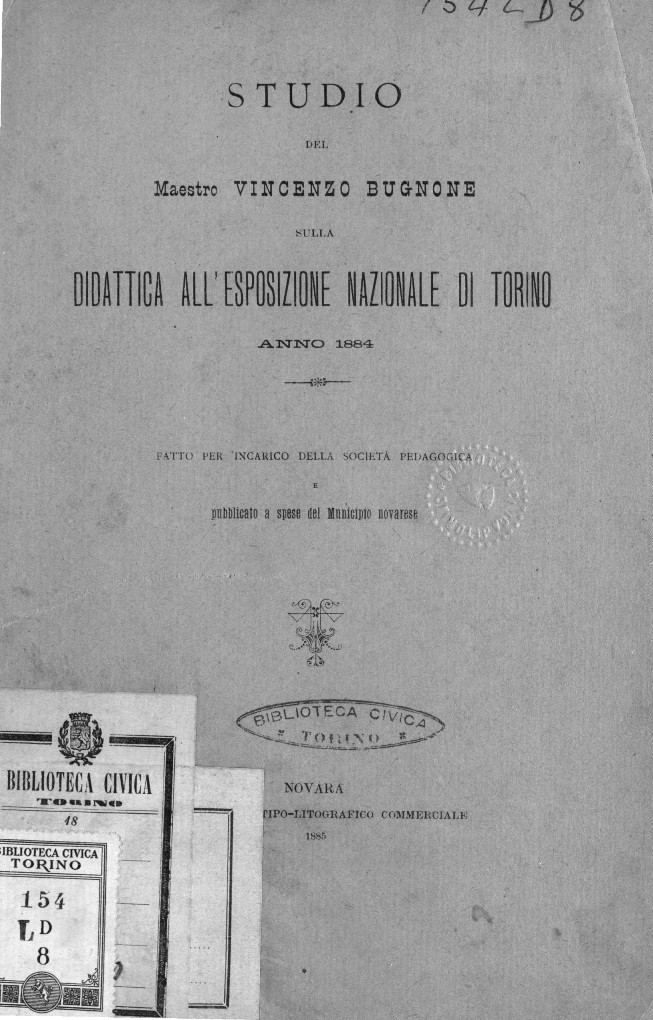 154 L D 8
STUDIO
DEL
Maestro VINCENZO BUGNONE
SULLA
DIDATTICA ALL'ESPOSIZIONE NAZIONALE DI TORINO
ANNO 1884
FATTO PER INCARICO DELLA SOCIETÀ PEDAGOGICA
E
pubblicato a spese del Municipio novarese
BIBLIOTECA CIVICA
* TORINO *
NOVARA
TIPO-LITOGRAFICO COMMERCIALE
1885
BIBLIOTECA CIVICA
TORINO
18
BIBLIOTECA CIVICA
TORINO
154
LD
8